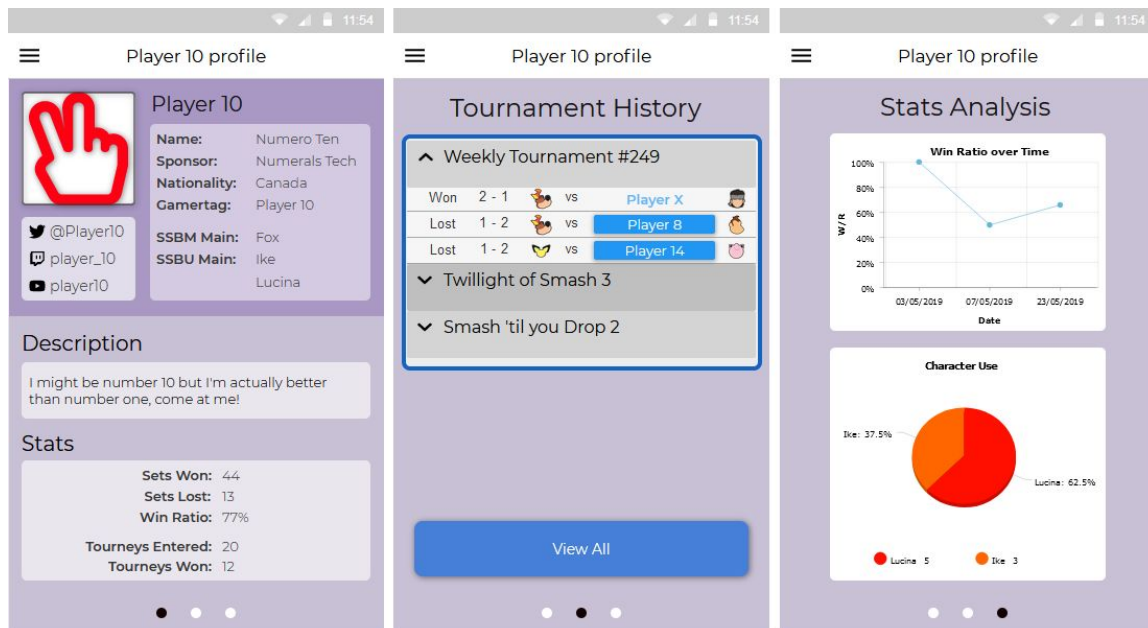 11:54
Player 10 profile
Player 10
Name: Numero Ten
Sponsor: Numerals Tech
Nationality: Canada
Gamertag: Player 10
SSBM Main: Fox
SSBU Main: Ike
Lucina
@Player10
player_10
player10
Description
I might be number 10 but I'm actually better
than number one, come at me!
Stats
Sets Won: 44
Sets Lost: 13
Win Ratio: 77%
Tourneys Entered: 20
Tourneys Won: 12
11:54
Player 10 profile
Tournament History
Weekly Tournament #249
Won 2 - 1 vs Player X
Lost 1 - 2 vs Player 8
Lost 1 - 2 vs Player 14
Twillight of Smash 3
Smash 'til you Drop 2
View All
11:54
Player 10 profile
Stats Analysis
Win Ratio over Time
100%
80%
60%
40%
20%
0%
W/R
03/05/2019 07/05/2019 23/05/2019
Date
Character Use
Ike: 37.5%
Lucina: 62.5%
Lucina 5 Ike 3